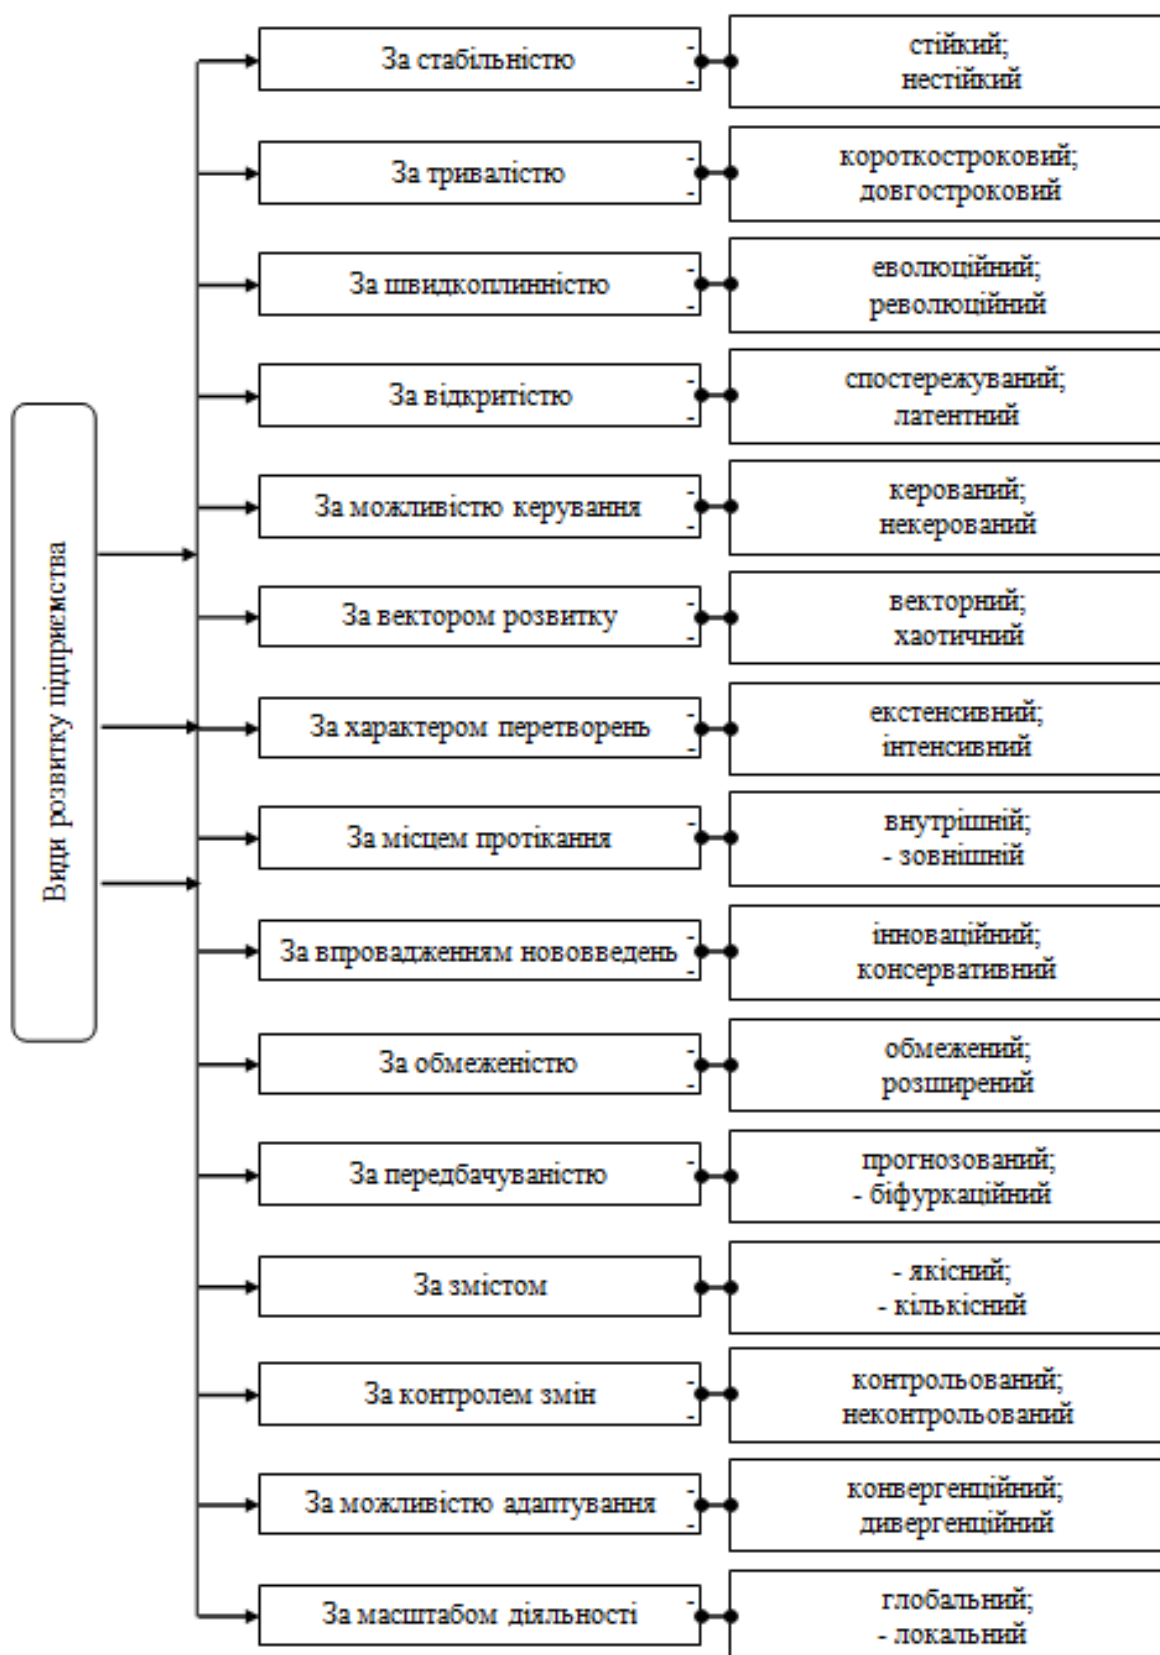 Види розвитку підприємства
За стабільністю
-
-
стійкий;
нестійкий
За тривалістю
-
-
короткостроковий;
довгостроковий
За швидкоплинністю
-
-
еволюційний;
революційний
За відкритістю
-
-
спостережуваний;
латентний
За можливістю керування
-
-
керований;
некерований
За вектором розвитку
-
-
векторний;
хаотичний
За характером перетворень
-
-
екстенсивний;
інтенсивний
За місцем протікання
-
внутрішній;
- зовнішній
За впровадженням нововведень
-
-
інноваційний;
консервативний
За обмеженістю
-
-
обмежений;
розширений
За передбачуваністю
-
прогнозований;
- біфуркаційний
За змістом
- якісний;
- кількісний
За контролем змін
-
-
контрольований;
неконтрольований
За можливістю адаптування
-
-
конвергенційний;
дивергенційний
За масштабом діяльності
-
глобальний;
- локальний